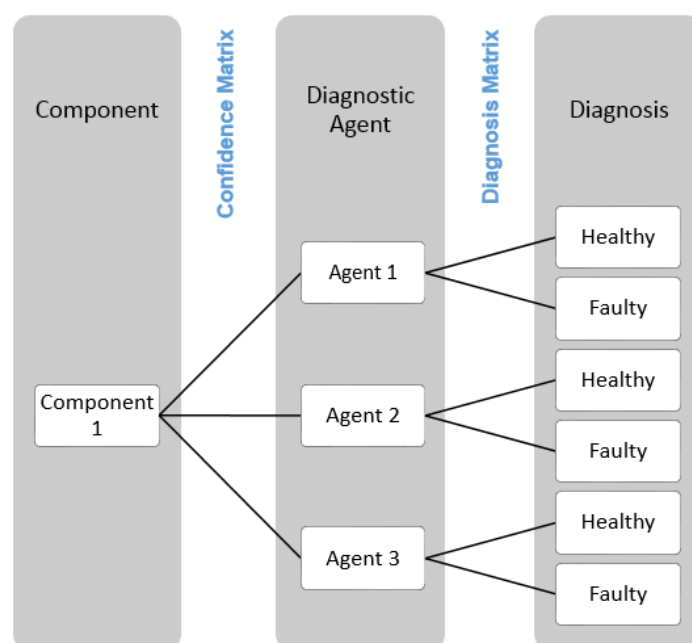 Component
Confidence Matrix
Diagnostic
Agent
Diagnosis Matrix
Diagnosis
Component
1
Agent 1
Agent 2
Agent 3
Healthy
Faulty
Healthy
Faulty
Healthy
Faulty